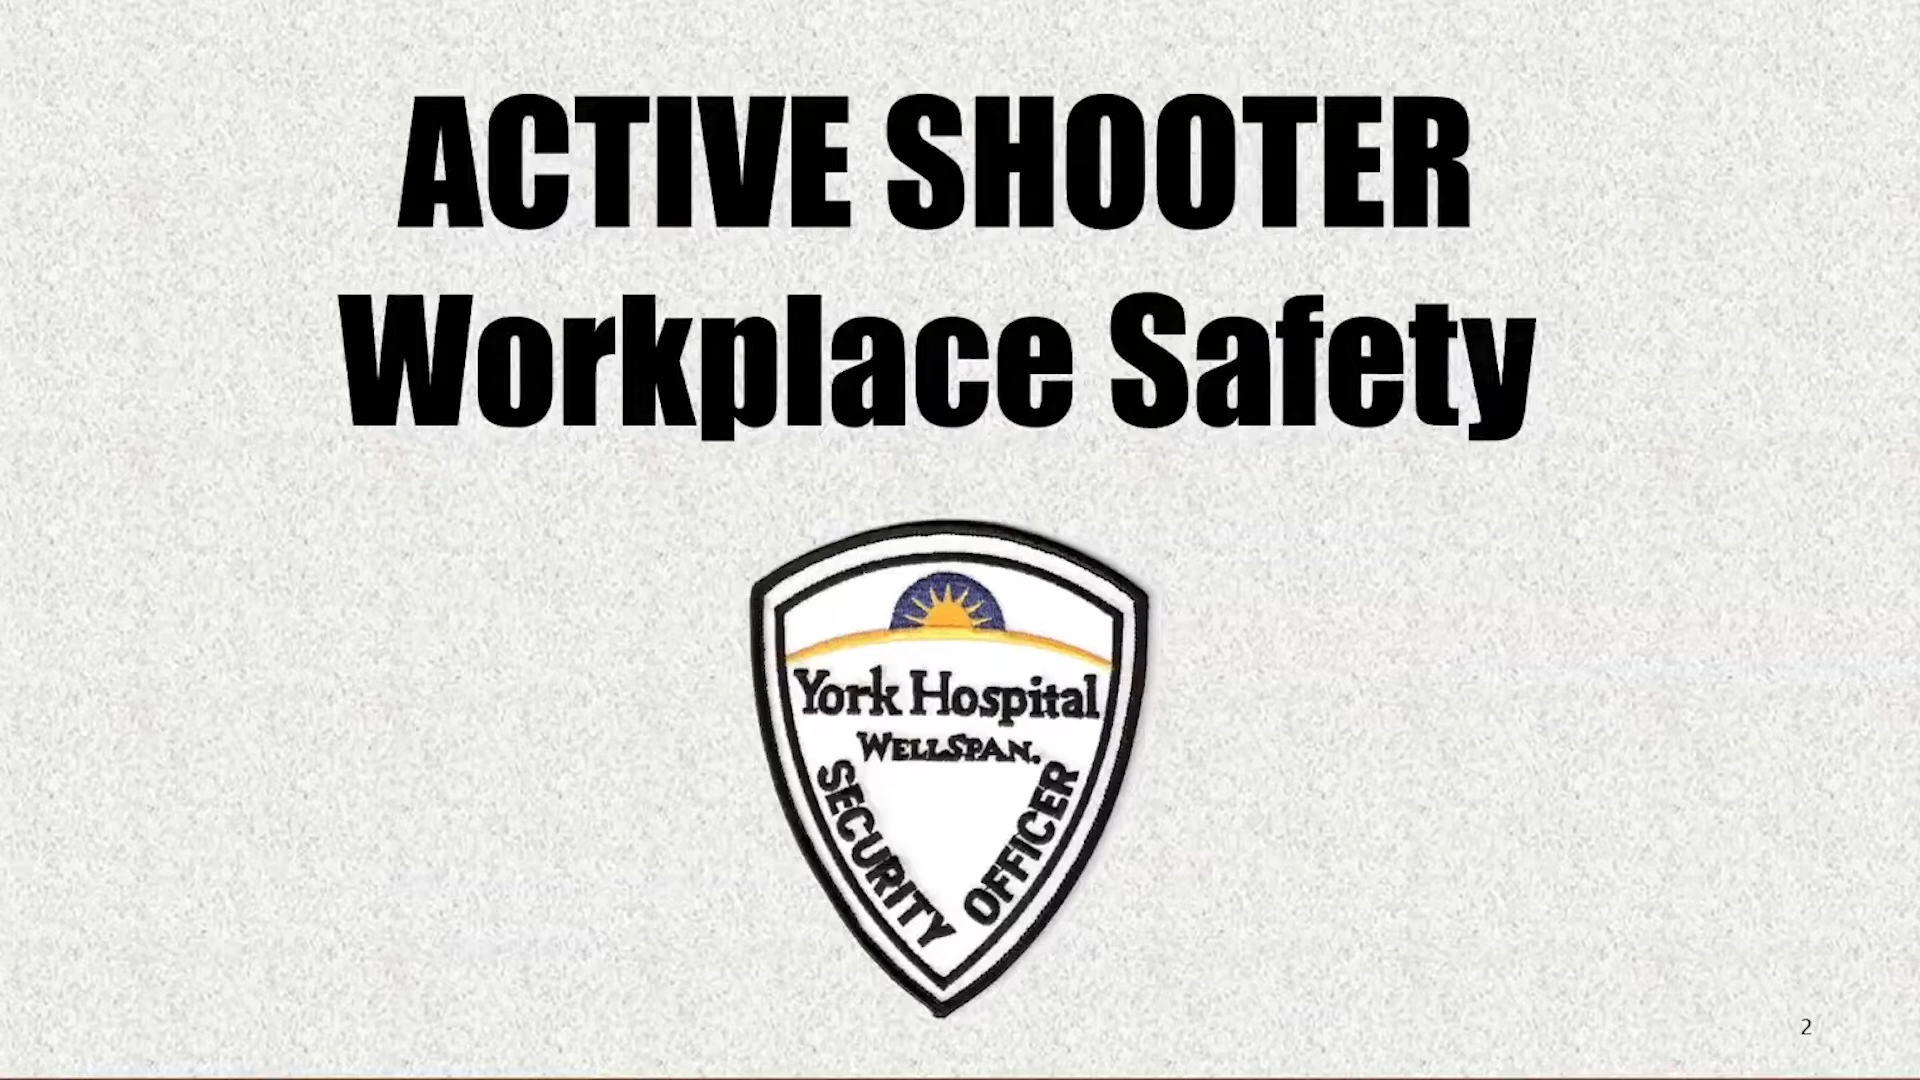 ACTIVE SHOOTER
Workplace Safety
York Hospital
WELLSPAN.
SECURITY OFFICER
2